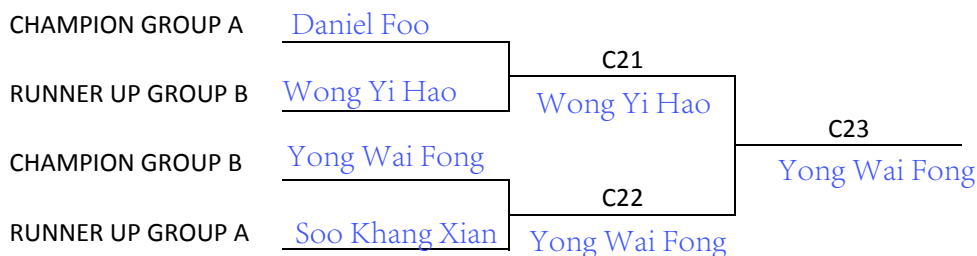 CHAMPION GROUP A Daniel Foo
C21
RUNNER UP GROUP B Wong Yi Hao Wong Yi Hao
C23
CHAMPION GROUP B Yong Wai Fong Yong Wai Fong
C22
RUNNER UP GROUP A Soo Khang Xian Yong Wai Fong